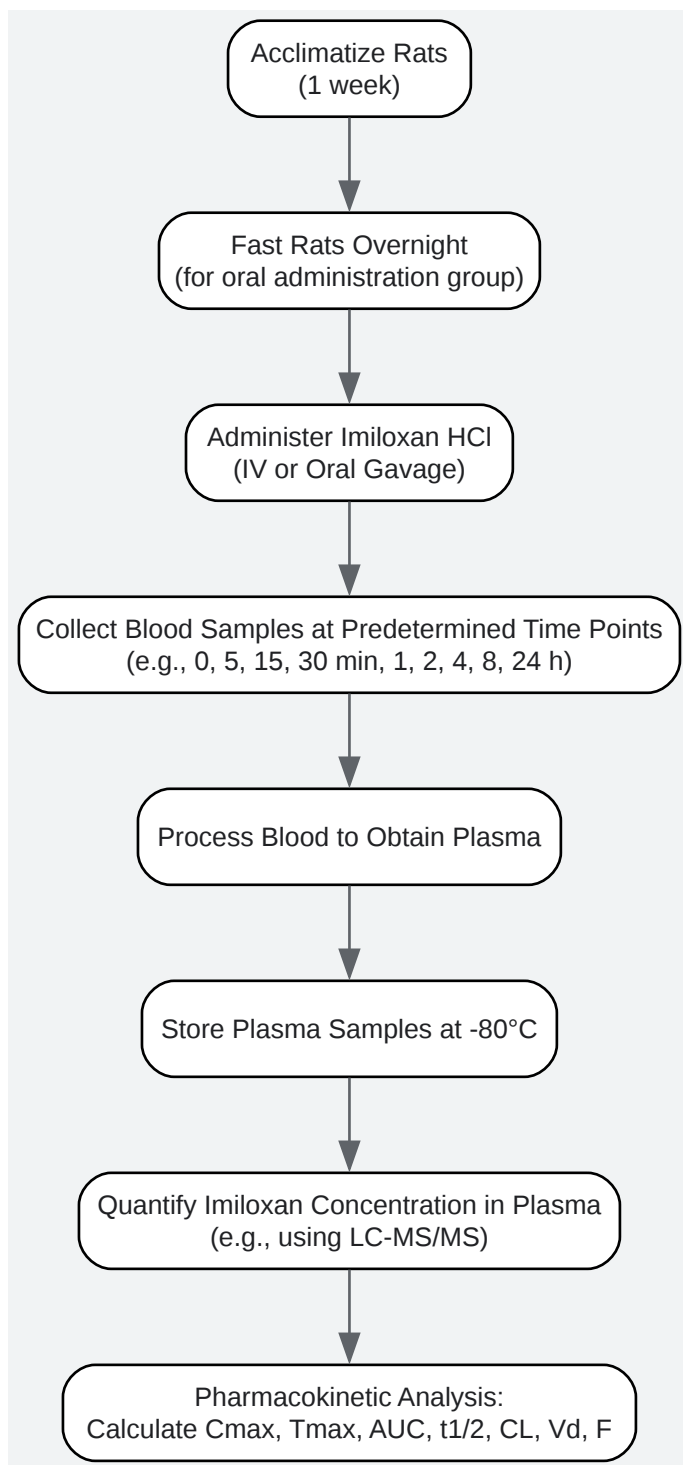 Acclimatize Rats
(1 week)
Fast Rats Overnight
(for oral administration group)
Administer Imiloxan HCl
(IV or Oral Gavage)
Collect Blood Samples at Predetermined Time Points
(e.g., 0, 5, 15, 30 min, 1, 2, 4, 8, 24 h)
Process Blood to Obtain Plasma
Store Plasma Samples at -80°C
Quantify Imiloxan Concentration in Plasma
(e.g., using LC-MS/MS)
Pharmacokinetic Analysis:
Calculate Cmax, Tmax, AUC, t1/2, CL, Vd, F